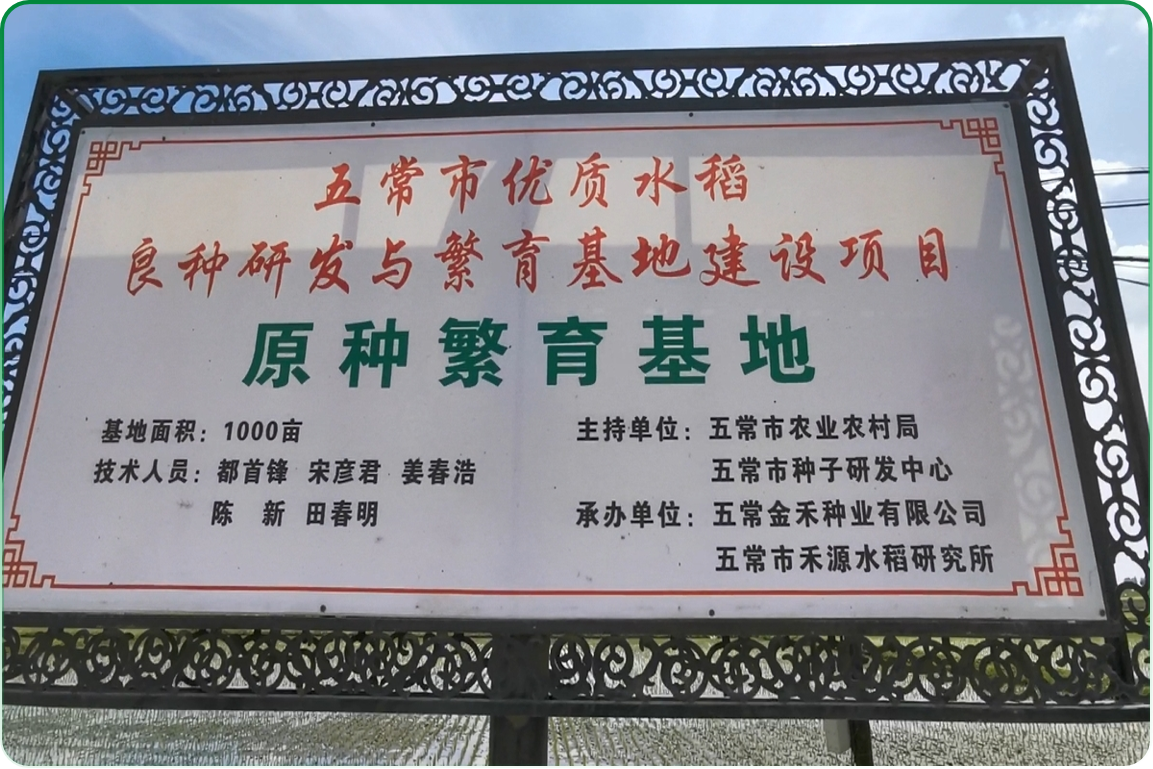 五常市优质水稻
良种研发与繁育基地建设项目
原种繁育基地
基地面积：1000亩
技术人员：都首锋 宋彦君 姜春浩
陈 新 田春明
主持单位：五常市农业农村局
五常市种子研发中心
承办单位：五常金禾种业有限公司
五常市禾源水稻研究所